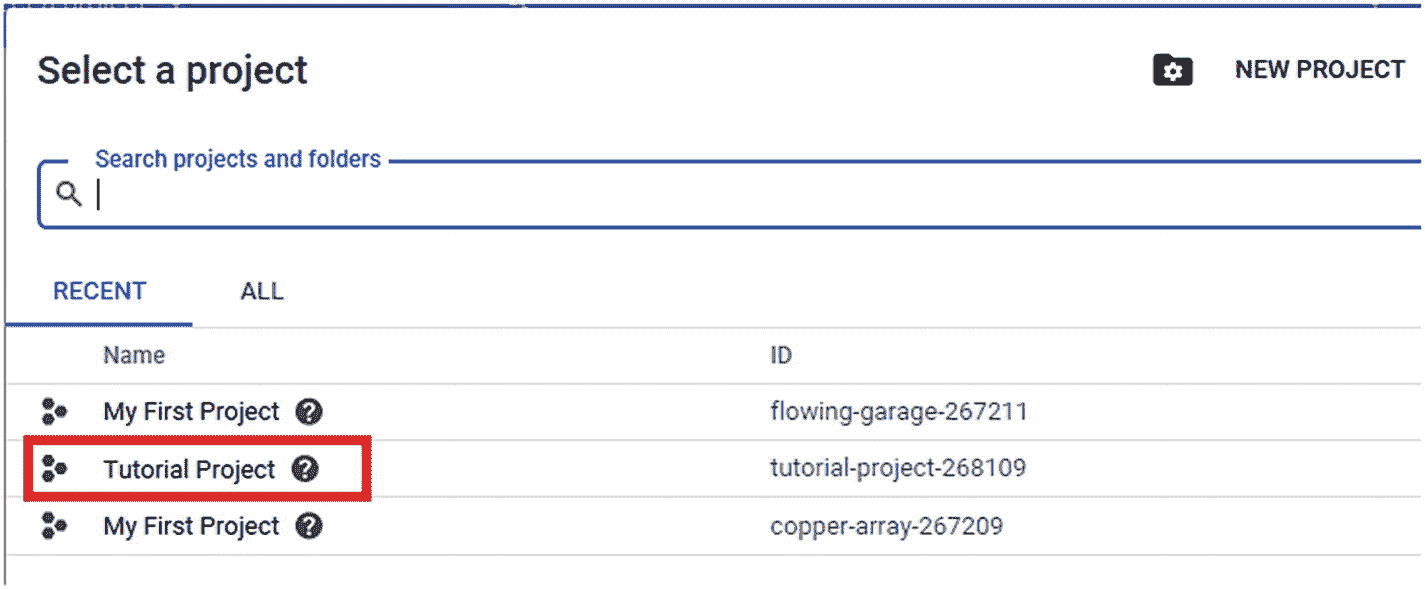 Select a project
NEW PROJECT
Search projects and folders
RECENT ALL
Name ID
My First Project flowing-garage-267211
Tutorial Project tutorial-project-268109
My First Project copper-array-267209